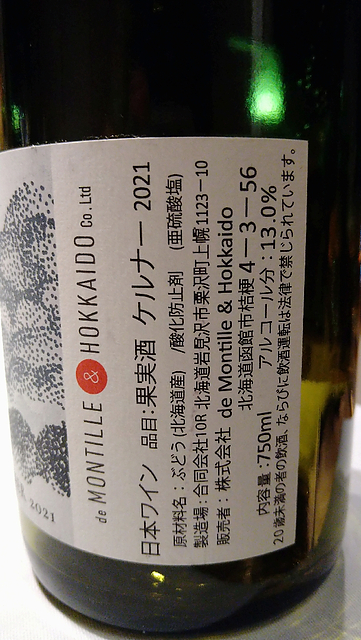 de MONTILLE & HOKKAIDO Co., Ltd
日本ワイン 品目:果実酒 ケルナー 2021
原材料名:ぶどう(北海道産)/酸化防止剤(亜硫酸塩)
製造場:合同会社10R 北海道岩見沢市栗沢町上幌1123-10
販売者:株式会社 de Montille & Hokkaido
北海道函館市桔梗4-3-56
内容量:750ml アルコール分:13.0%
20歳未満の者の飲酒、ならびに飲酒運転は法律で禁じられています。
2021